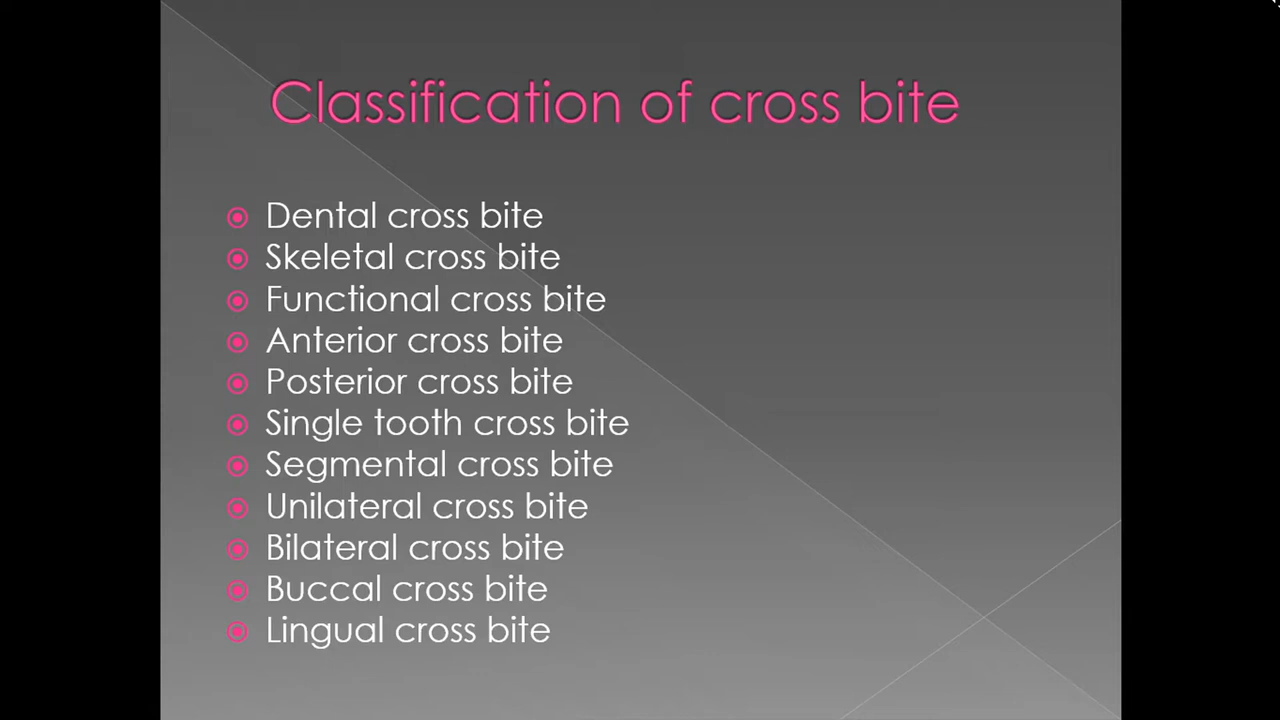 Classification of cross bite
Dental cross bite
Skeletal cross bite
Functional cross bite
Anterior cross bite
Posterior cross bite
Single tooth cross bite
Segmental cross bite
Unilateral cross bite
Bilateral cross bite
Buccal cross bite
Lingual cross bite